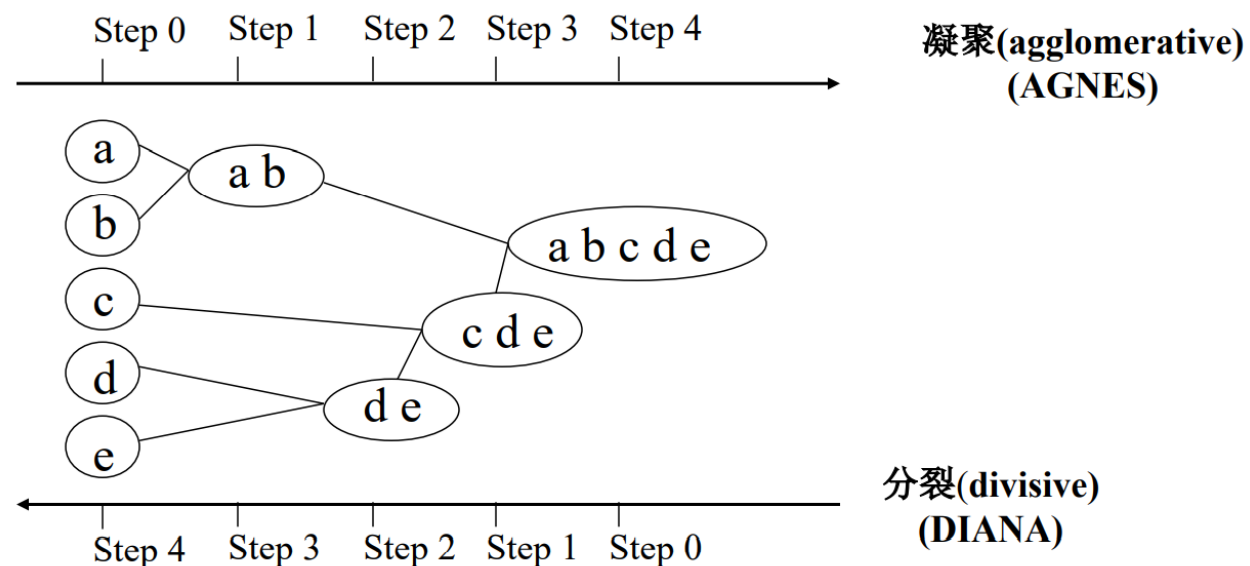 Step 0 Step 1 Step 2 Step 3 Step 4
凝聚(agglomerative)
(AGNES)
a
a b
b
a b c d e
c
c d e
d
d e
e
分裂(divisive)
(DIANA)
Step 4 Step 3 Step 2 Step 1 Step 0